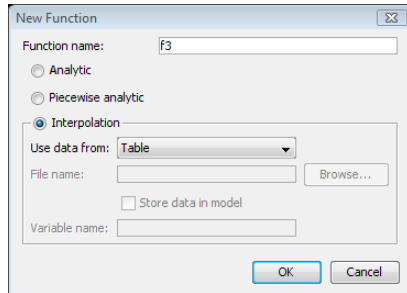 New Function
Function name: f3
Analytic
Piecewise analytic
Interpolation
Use data from: Table
File name: Browse...
Store data in model
Variable name:
OK Cancel